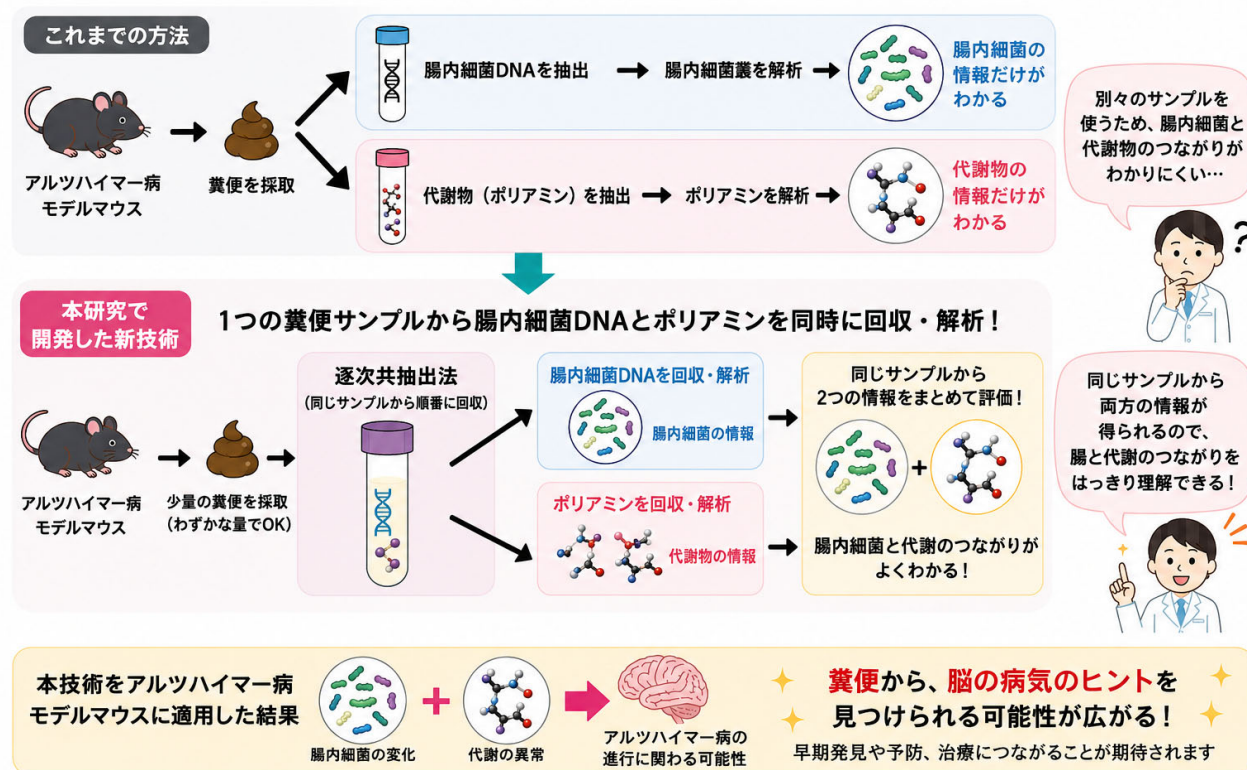 これまでの方法
アルツハイマー病
モデルマウス
糞便を採取
腸内細菌DNAを抽出
腸内細菌叢を解析
腸内細菌の
情報だけが
わかる
代謝物（ポリアミン）を抽出
ポリアミンを解析
代謝物の
情報だけが
わかる
別々のサンプルを
使うため、腸内細菌と
代謝物のつながりが
わかりにくい…
?
本研究で
開発した新技術
1つの糞便サンプルから腸内細菌DNAとポリアミンを同時に回収・解析！
アルツハイマー病
モデルマウス
少量の糞便を採取
（わずかな量でOK）
逐次共抽出法
（同じサンプルから順番に回収）
腸内細菌DNAを回収・解析
腸内細菌の情報
ポリアミンを回収・解析
代謝物の情報
同じサンプルから
2つの情報をまとめて評価！
+
腸内細菌と代謝のつながりが
よくわかる！
同じサンプルから
両方の情報が
得られるので、
腸と代謝のつながりを
はっきり理解できる！
本技術をアルツハイマー病
モデルマウスに適用した結果
腸内細菌の変化
+
代謝の異常
アルツハイマー病の
進行に関わる可能性
糞便から、脳の病気のヒントを
見つけられる可能性が広がる！
早期発見や予防、治療につながることが期待されます